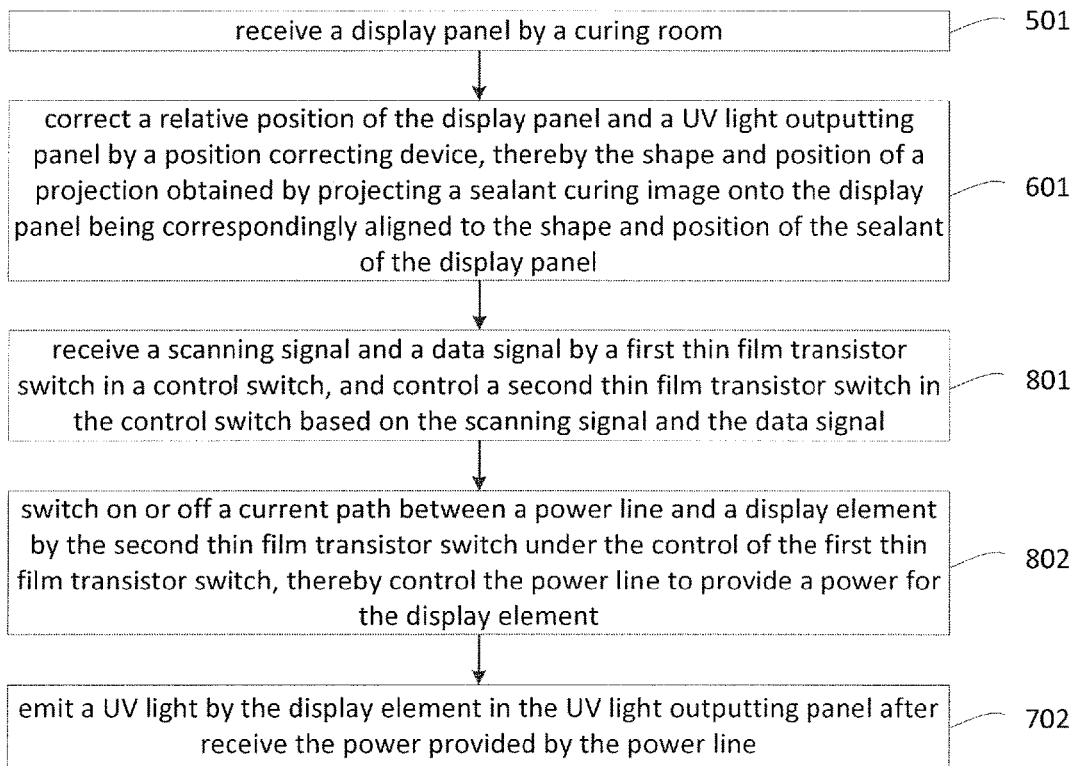 receive a display panel by a curing room
501
correct a relative position of the display panel and a UV light outputting
panel by a position correcting device, thereby the shape and position of a
projection obtained by projecting a sealant curing image onto the display
panel being correspondingly aligned to the shape and position of the sealant
of the display panel
601
receive a scanning signal and a data signal by a first thin film transistor
switch in a control switch, and control a second thin film transistor switch in
the control switch based on the scanning signal and the data signal
801
switch on or off a current path between a power line and a display element
by the second thin film transistor switch under the control of the first thin
film transistor switch, thereby control the power line to provide a power for
the display element
802
emit a UV light by the display element in the UV light outputting panel after
receive the power provided by the power line
702